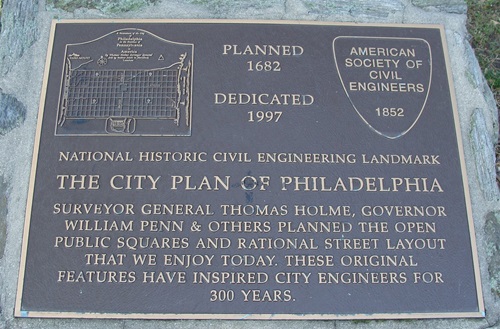 Philadelphia
Pennsylvania
PLANNED
1682
DEDICATED
1997
AMERICAN
SOCIETY OF
CIVIL
ENGINEERS
1852
NATIONAL HISTORIC CIVIL ENGINEERING LANDMARK
THE CITY PLAN OF PHILADELPHIA
SURVEYOR GENERAL THOMAS HOLME, GOVERNOR
WILLIAM PENN & OTHERS PLANNED THE OPEN
PUBLIC SQUARES AND RATIONAL STREET LAYOUT
THAT WE ENJOY TODAY. THESE ORIGINAL
FEATURES HAVE INSPIRED CITY ENGINEERS FOR
300 YEARS.